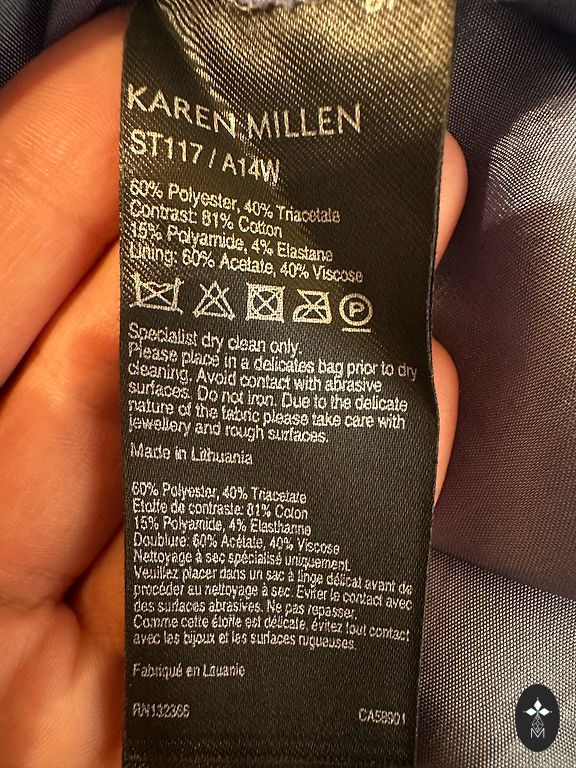 KAREN MILLEN
ST117 / A14W
60% Polyester, 40% Triacetate
Contrast: 81% Cotton
15% Polyamide, 4% Elastane
Lining: 60% Acetate, 40% Viscose
P
Specialist dry clean only.
Please place in a delicates bag prior to dry
cleaning. Avoid contact with abrasive
surfaces. Do not iron. Due to the delicate
nature of the fabric please take care with
jewellery and rough surfaces.
Made in Lithuania
60% Polyester, 40% Triacetate
Etoffe de contraste: 81% Coton
15% Polyamide, 4% Elasthanne
Doublure: 60% Acétate, 40% Viscose
Nettoyage à sec spécialisé uniquement.
Veuillez placer dans un sac à linge délicat avant de
procéder au nettoyage à sec. Eviter le contact avec
des surfaces abrasives. Ne pas repasser.
Comme cette étoffe est délicate, évitez tout contact
avec les bijoux et les surfaces rugueuses.
Fabriqué en Lituanie
RN132366
CA58901
M